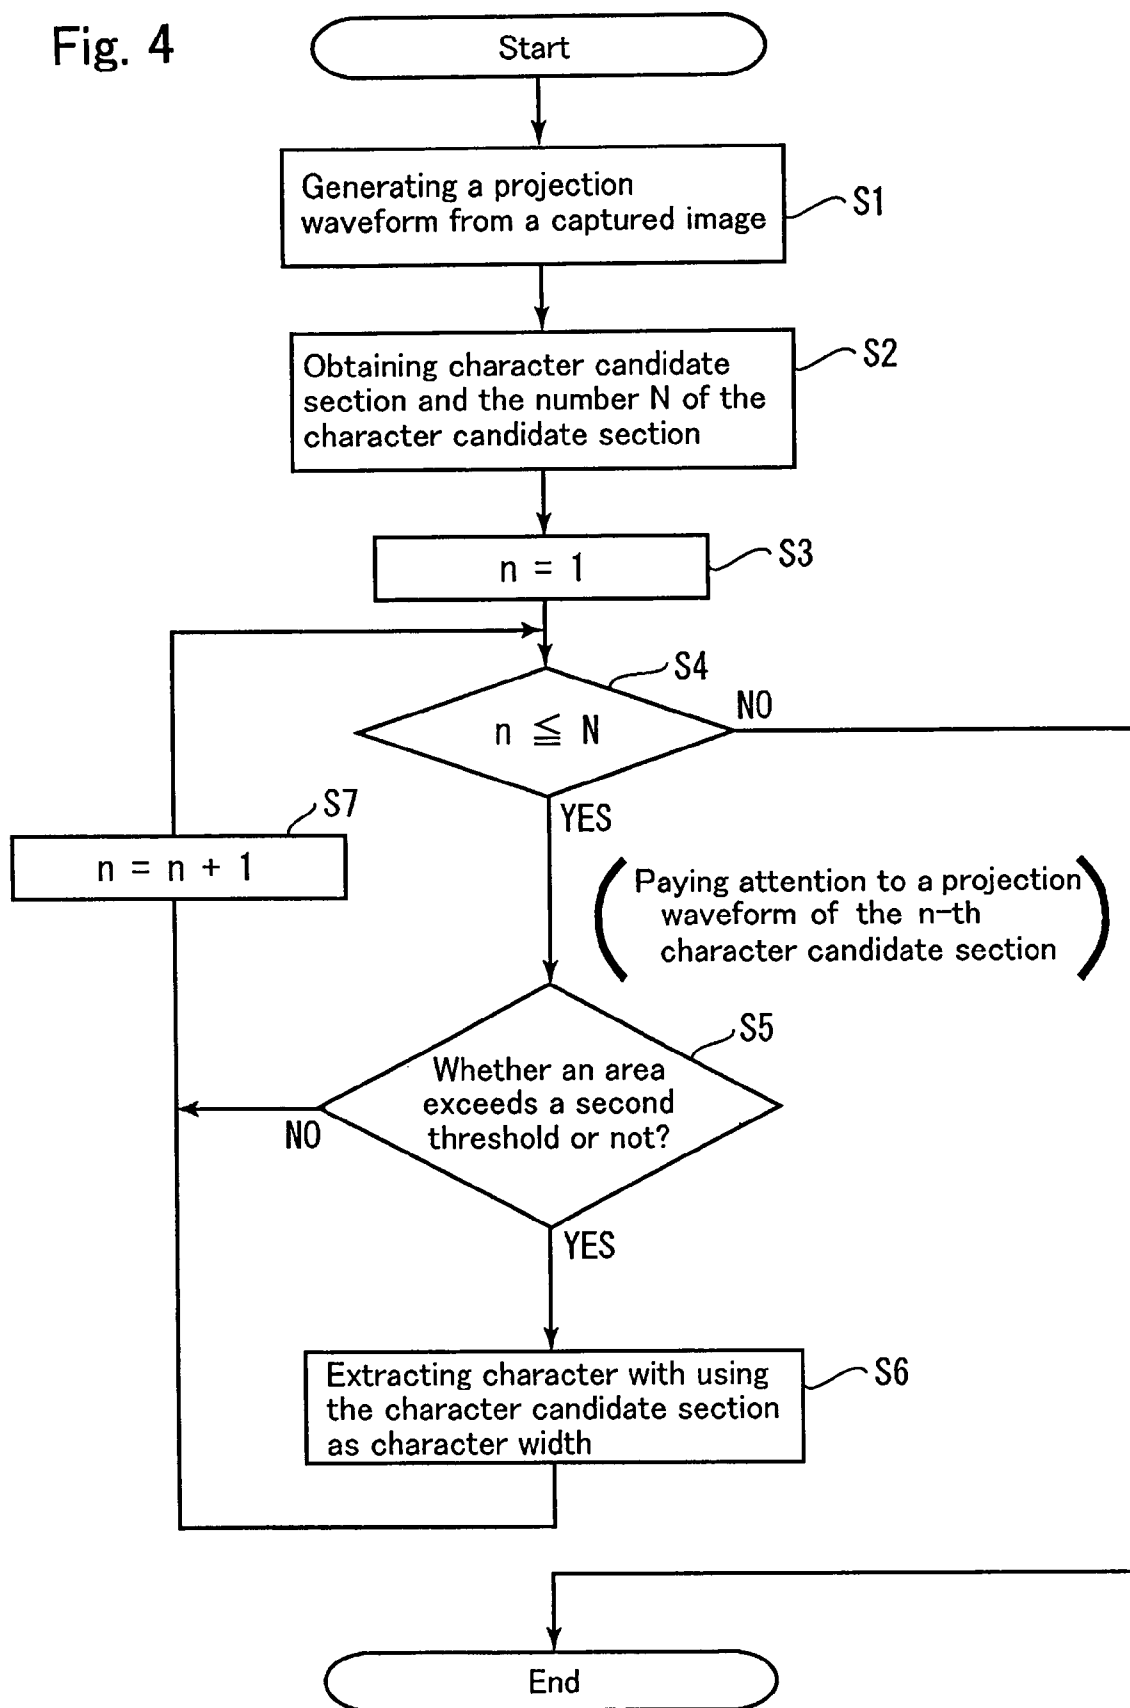 Fig. 4
Start
Generating a projection
waveform from a captured image
S1
Obtaining character candidate
section and the number N of the
character candidate section
S2
n = 1
S3
S4
n ≦ N
NO
YES
S7
n = n + 1
Paying attention to a projection
waveform of the n-th
character candidate section
S5
Whether an area
exceeds a second
threshold or not?
NO
YES
Extracting character with using
the character candidate section
as character width
S6
End